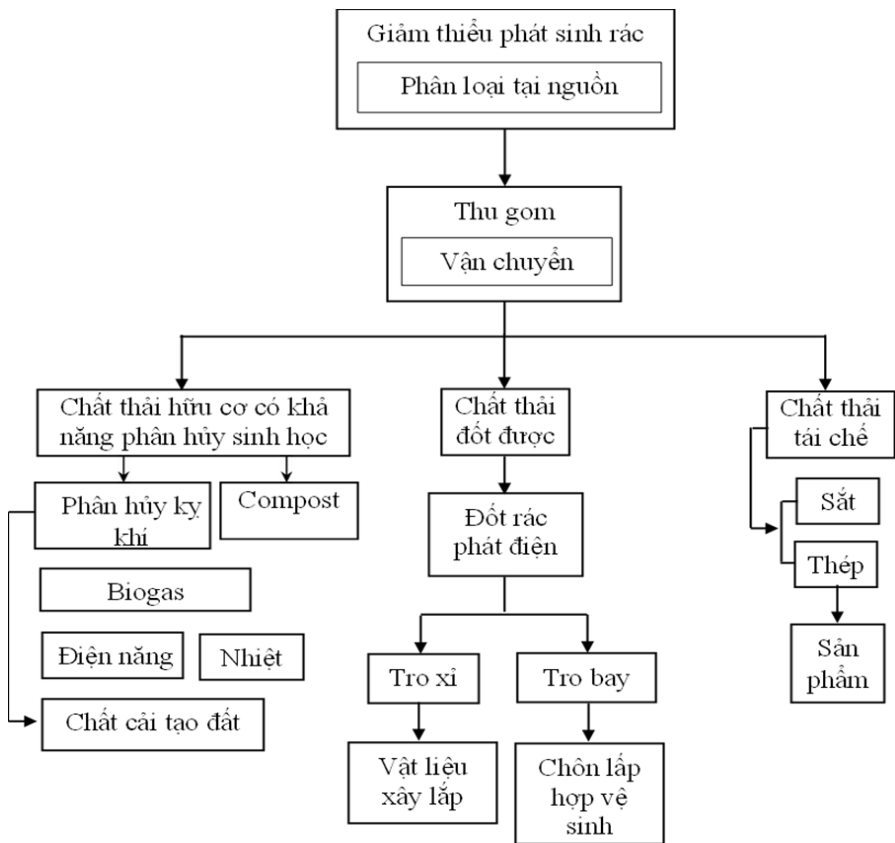 Giảm thiểu phát sinh rác
Phân loại tại nguồn
Thu gom
Vận chuyển
Chất thải hữu cơ có khả
năng phân hủy sinh học
Phân hủy kỵ
khí
Compost
Biogas
Điện năng
Nhiệt
Chất cải tạo đất
Chất thải
đốt được
Đốt rác
phát điện
Tro xỉ
Tro bay
Vật liệu
xây lắp
Chôn lấp
hợp vệ
sinh
Chất thải
tái chế
Sắt
Thép
Sản
phẩm